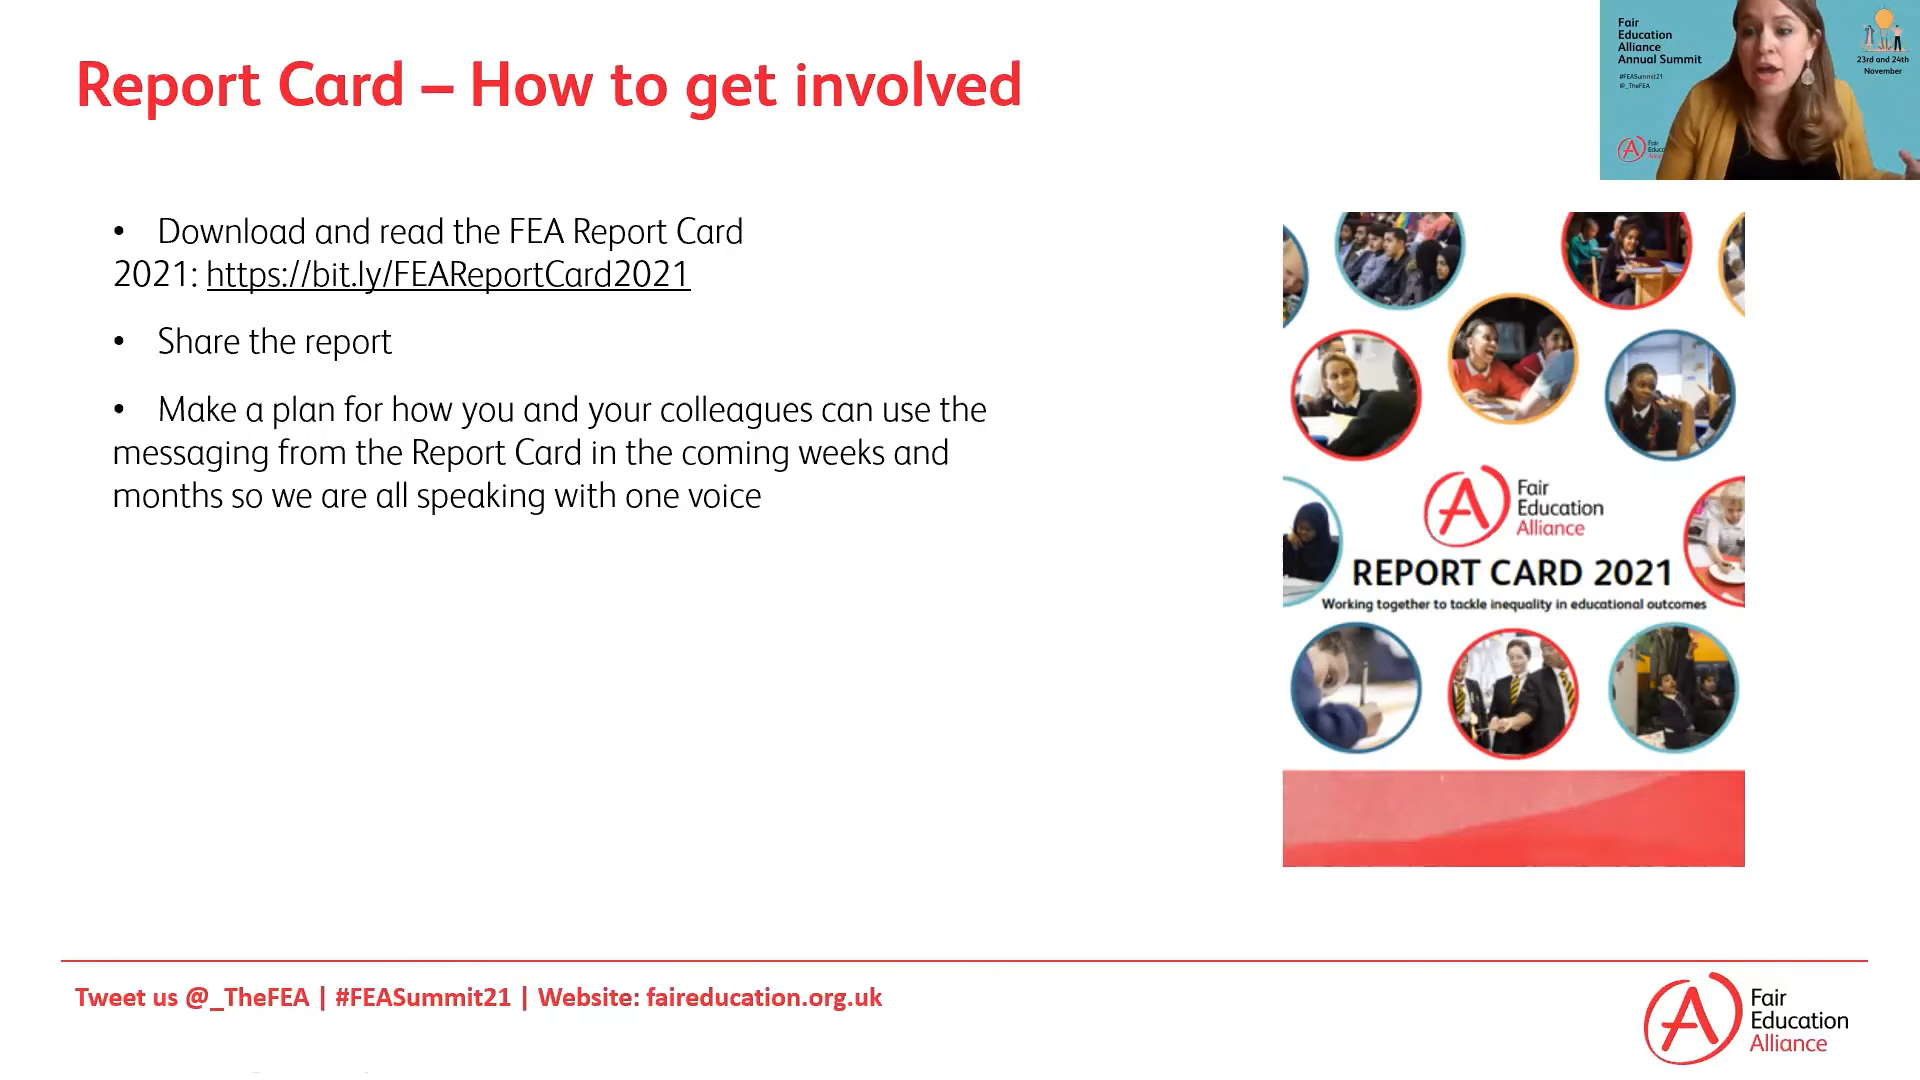 Report Card – How to get involved
• Download and read the FEA Report Card
2021: https://bit.ly/FEAReportCard2021
• Share the report
• Make a plan for how you and your colleagues can use the
messaging from the Report Card in the coming weeks and
months so we are all speaking with one voice
Fair
Education
Alliance
Annual Summit
#FEASummit21
@_TheFEA
23rd and 24th
November
Fair
Fair
Education
Alliance
REPORT CARD 2021
Working together to tackle inequality in educational outcomes
Tweet us @_TheFEA | #FEASummit21 | Website: faireducation.org.uk
Fair
Education
Alliance